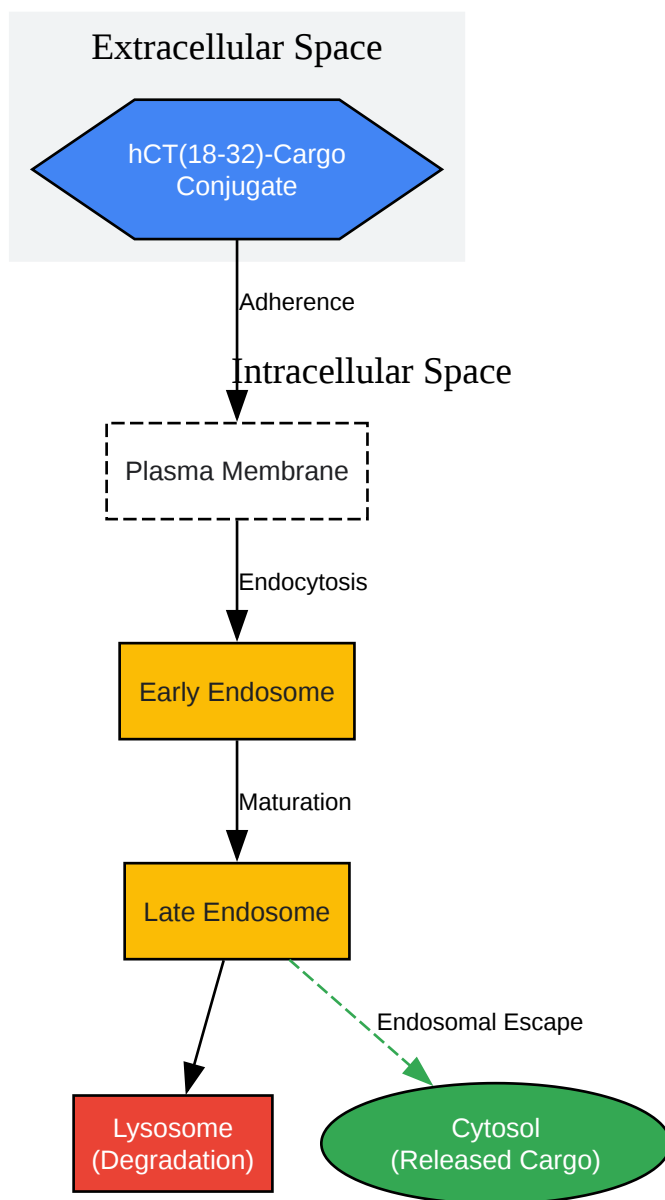 Extracellular Space
hCT(18-32)-Cargo
Conjugate
Adherence
Intracellular Space
Plasma Membrane
Endocytosis
Early Endosome
Maturation
Late Endosome
Endosomal Escape
Lysosome
(Degradation)
Cytosol
(Released Cargo)